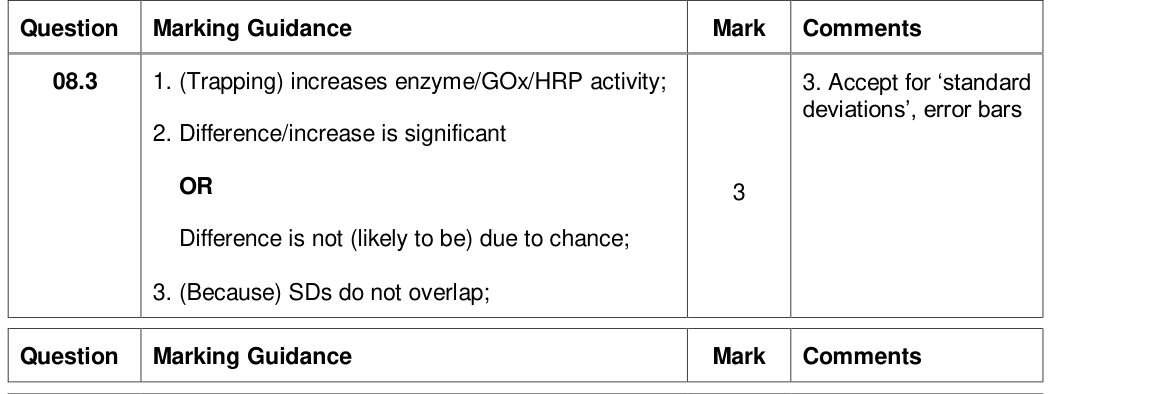 Question Marking Guidance Mark Comments
08.3 1. (Trapping) increases enzyme/GOx/HRP activity; 3. Accept for ‘standard
deviations’, error bars
2. Difference/increase is significant
OR
3
Difference is not (likely to be) due to chance;
3. (Because) SDs do not overlap;
Question Marking Guidance Mark Comments